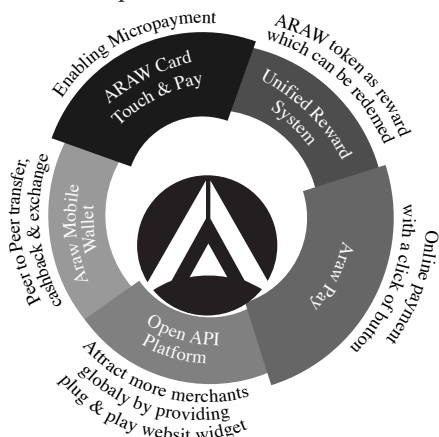 Enabling Micropayment
ARAW Card
Touch & Pay
ARAW token as reward
which can be redemed
Unified Reward
System
Online payment
with a click of button
Araw Pay
Open API
Platform
Attract more merchants
globaly by providing
plug & play websit widget
Peer to Peer transfer,
cashback & exchange
Araw Mobile
Wallet